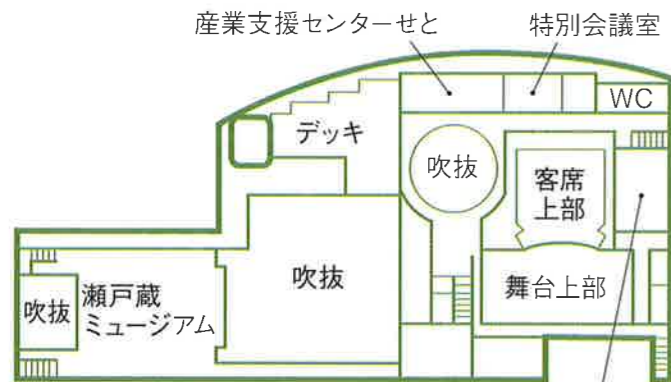 産業支援センターせと
特別会議室
WC
デッキ
吹抜
客席
上部
吹抜
舞台上部
吹抜
瀬戸蔵
ミュージアム